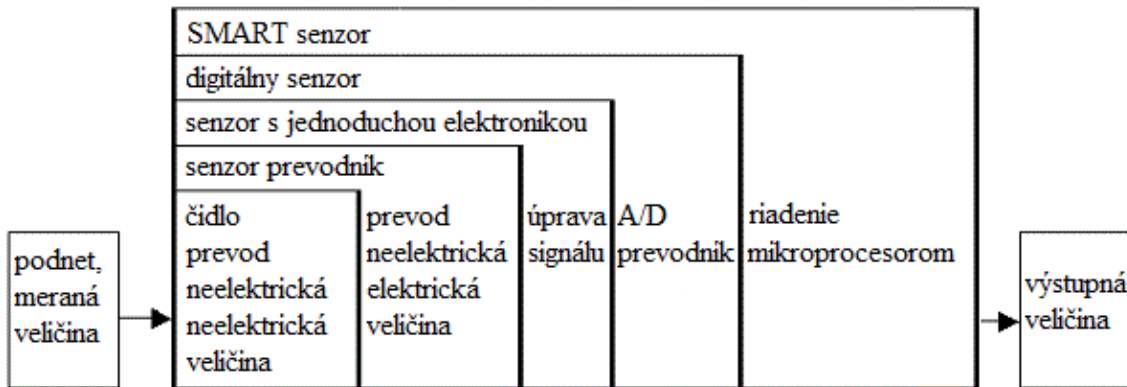 SMART senzor
digitálny senzor
senzor s jednoduchou elektronikou
senzor prevodník
podnet,
meraná
veličina
čidlo
prevod
neelektrická
neelektrická
veličina
prevod
neelektrická
elektrická
veličina
úprava
signálu
A/D
prevodník
riadenie
mikroprocesorom
výstupná
veličina